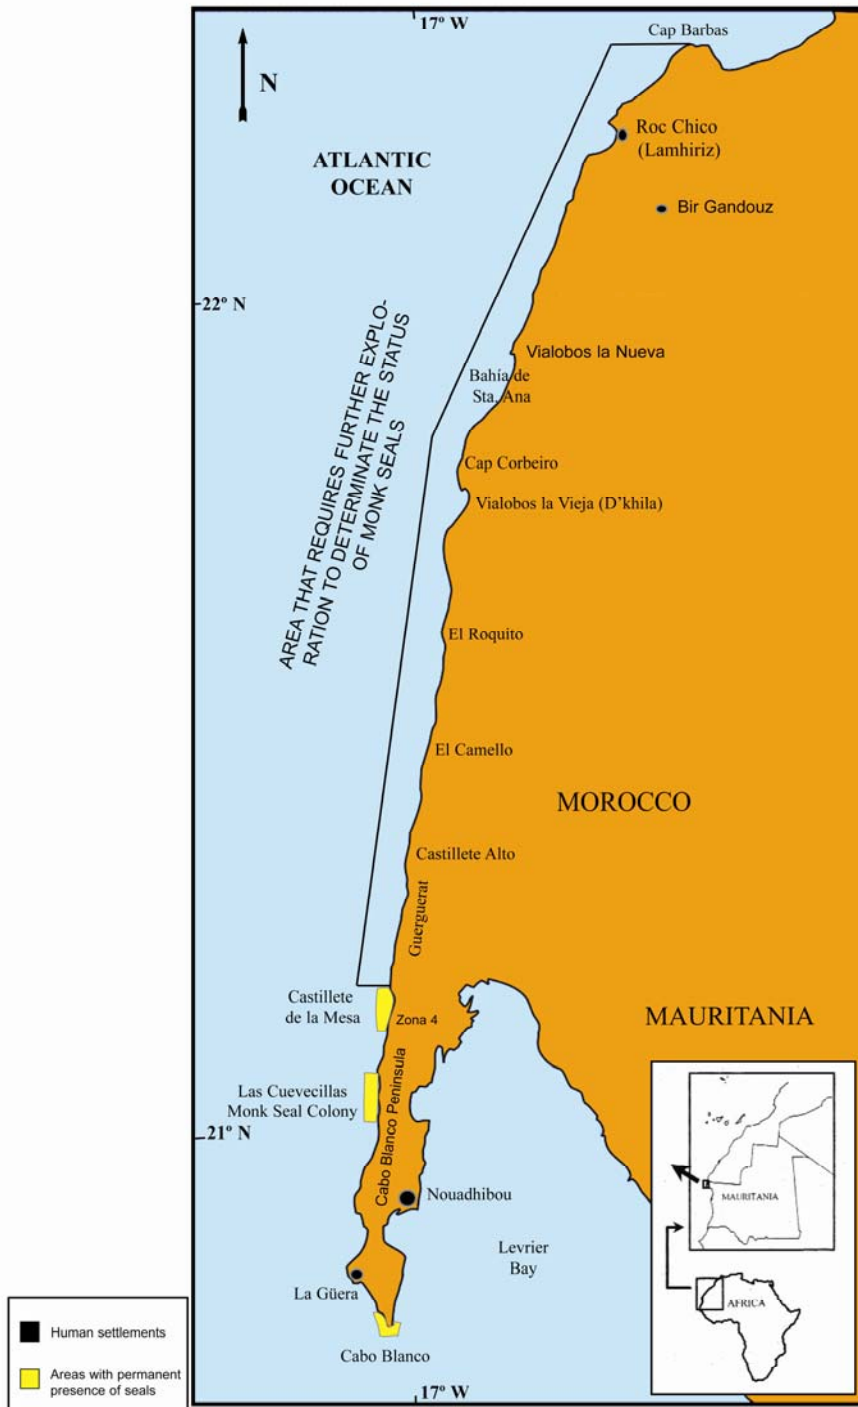 17º W
Cap Barbas
N
Roc Chico
(Lamhiriz)
ATLANTIC
OCEAN
Bir Gandouz
22º N
AREA THAT REQUIRES FURTHER EXPLO-
RATION TO DETERMINATE THE STATUS
OF MONK SEALS
Vialobos la Nueva
Bahía de
Sta, Ana
Cap Corbeiro
Vialobos la Vieja (D'khila)
El Roquito
El Camello
MOROCCO
Castillete Alto
Guerguerat
Castillete
de la Mesa
Zona 4
MAURITANIA
Las Cuevecillas
Monk Seal Colony
Cabo Blanco Peninsula
21º N
Nouadhibou
MAURITANIA
Levrier
Bay
La Güera
AFRICA
Human settlements
Cabo Blanco
Areas with permanent
presence of seals
17º W